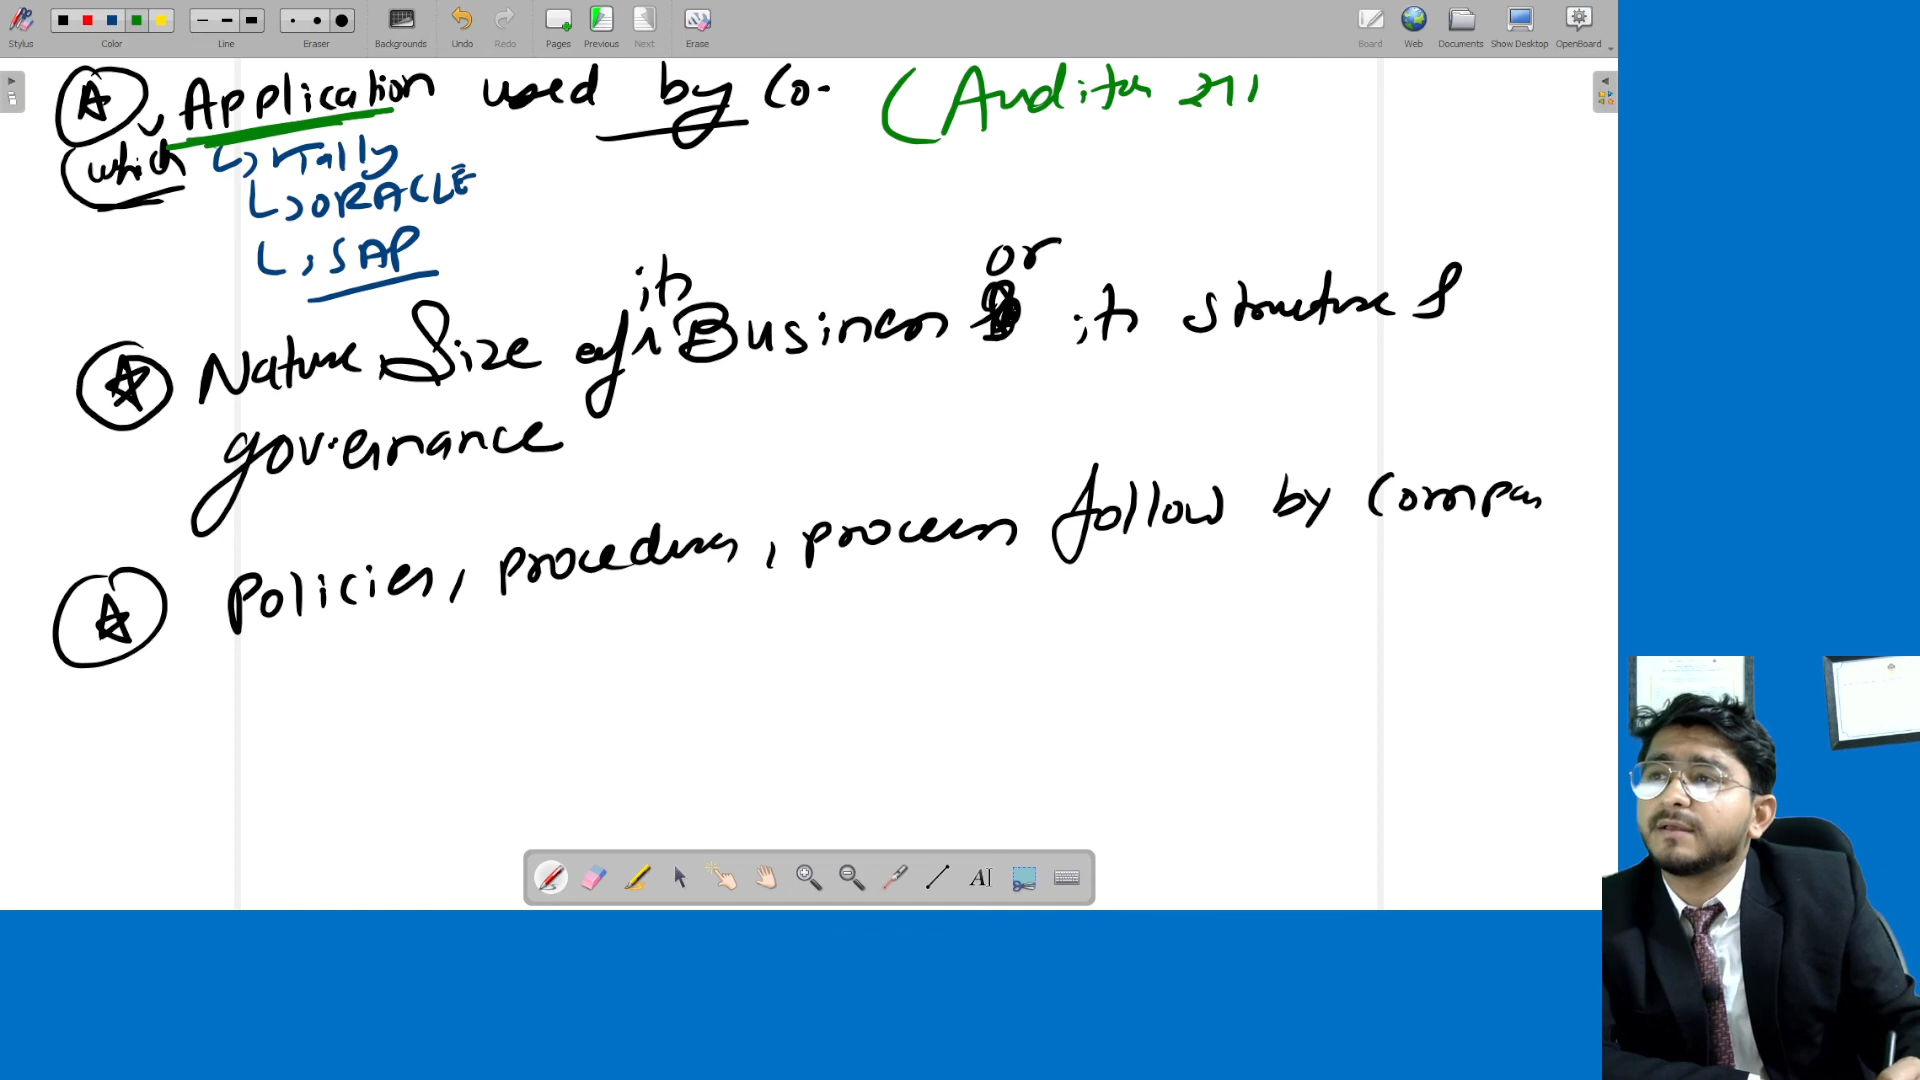 Stylus Color Line Eraser Backgrounds Undo Redo Pages Previous Next Erase Board Web Documents Show Desktop OpenBoard
Application used by Co. (Auditor
which ↳ Tally
↳ ORACLE
↳ SAP
Nature, Size of its Business or its structure &
governance
Policies, procedures, process follow by Compan